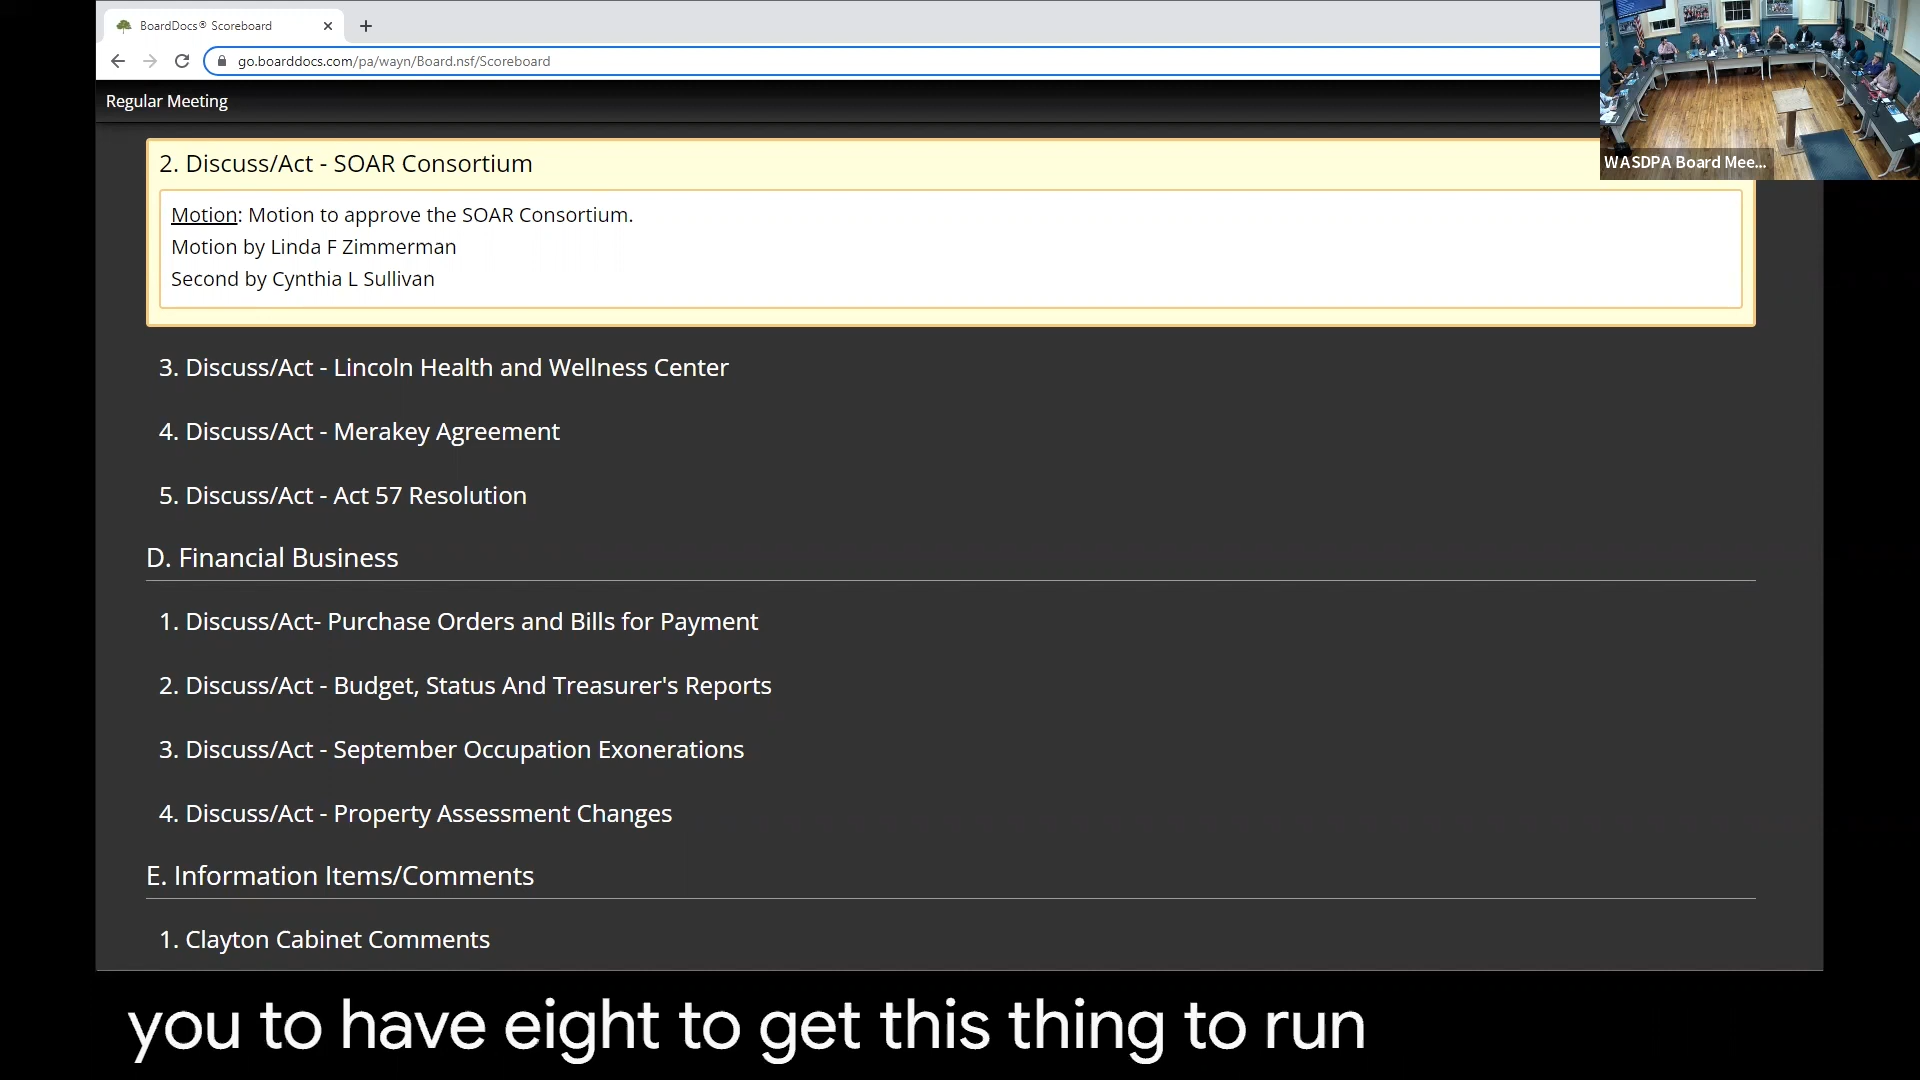 BoardDocs® Scoreboard
go.boarddocs.com/pa/wayn/Board.nsf/Scoreboard
Regular Meeting
WASDPA Board Mee...
2. Discuss/Act - SOAR Consortium
Motion: Motion to approve the SOAR Consortium.
Motion by Linda F Zimmerman
Second by Cynthia L Sullivan
3. Discuss/Act - Lincoln Health and Wellness Center
4. Discuss/Act - Merakey Agreement
5. Discuss/Act - Act 57 Resolution
D. Financial Business
1. Discuss/Act- Purchase Orders and Bills for Payment
2. Discuss/Act - Budget, Status And Treasurer's Reports
3. Discuss/Act - September Occupation Exonerations
4. Discuss/Act - Property Assessment Changes
E. Information Items/Comments
1. Clayton Cabinet Comments
you to have eight to get this thing to run